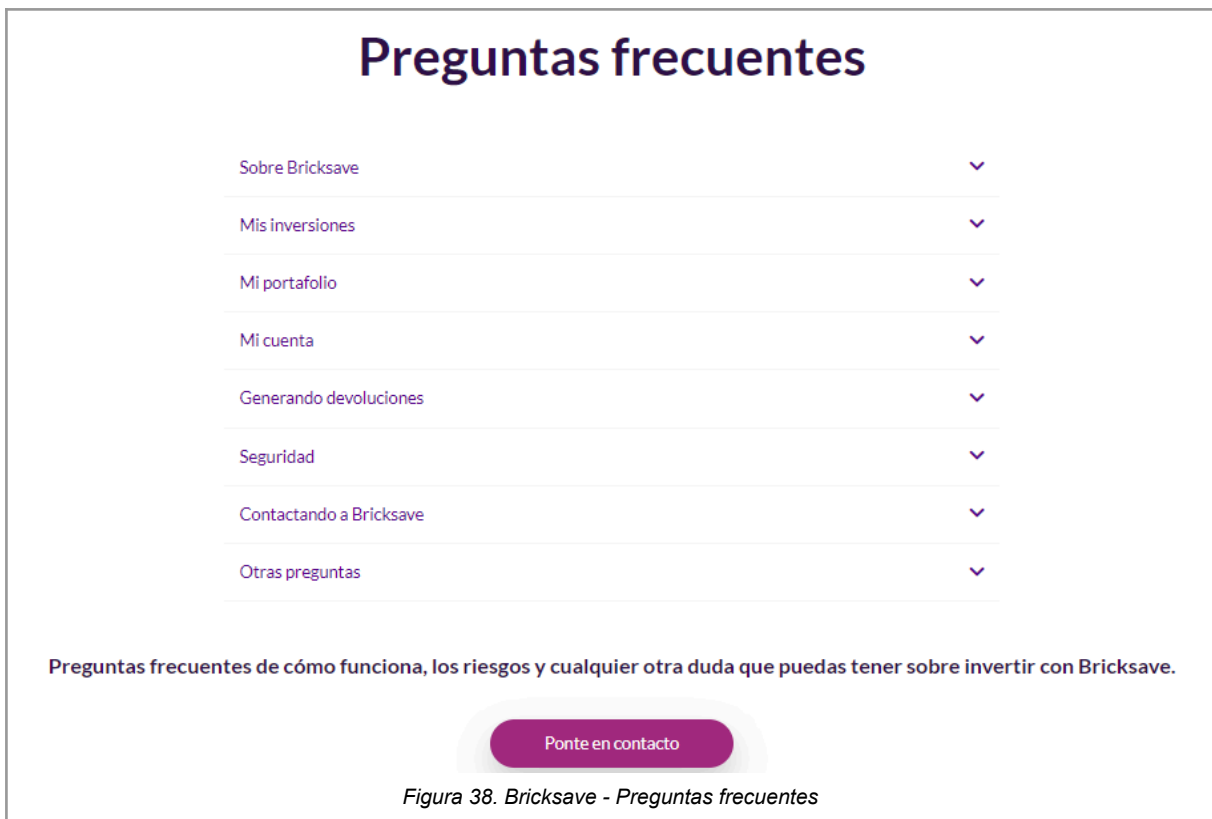 Preguntas frecuentes
Sobre Bricksave
Mis inversiones
Mi portafolio
Mi cuenta
Generando devoluciones
Seguridad
Contactando a Bricksave
Otras preguntas
Preguntas frecuentes de cómo funciona, los riesgos y cualquier otra duda que puedas tener sobre invertir con Bricksave.
Ponte en contacto
Figura 38. Bricksave - Preguntas frecuentes